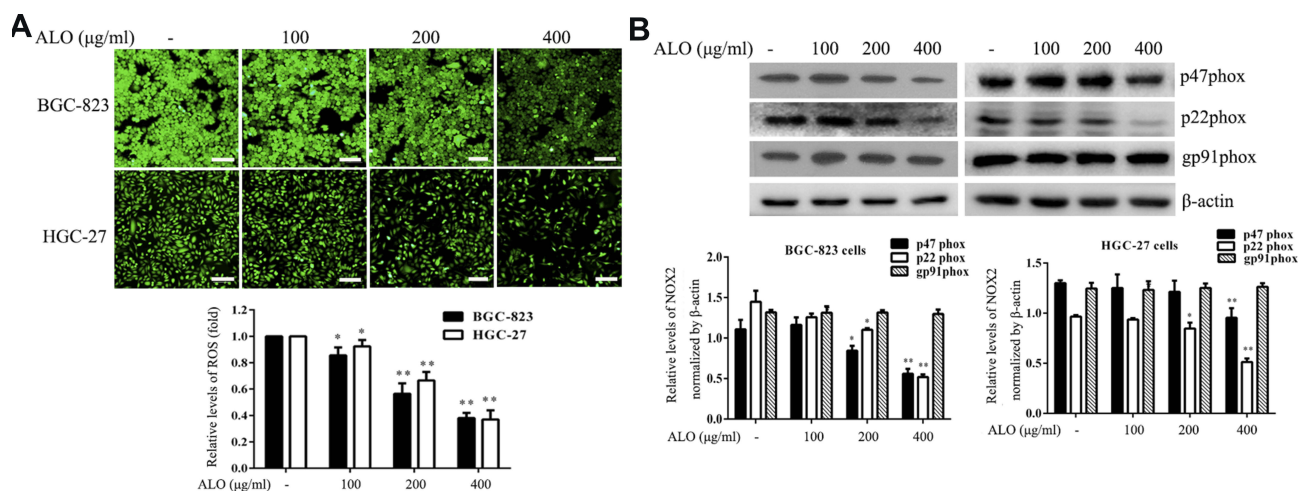 A
ALO (μg/ml) - 100 200 400
BGC-823
HGC-27
Relative levels of ROS (fold)
1.2
1.0
0.8
0.6
0.4
0.2
0.0
BGC-823
HGC-27
* *
** **
** **
ALO (μg/ml) - 100 200 400
B
ALO (μg/ml) - 100 200 400 - 100 200 400
p47phox
p22phox
gp91phox
β-actin
BGC-823 cells
p47 phox
p22 phox
gp91phox
Relative levels of NOX2
normalized by β-actin
2.0
1.5
1.0
0.5
0.0
* *
** **
ALO (μg/ml) - 100 200 400
HGC-27 cells
p47 phox
p22 phox
gp91phox
Relative levels of NOX2
normalized by β-actin
1.5
1.0
0.5
0.0
*
**
**
ALO (μg/ml) - 100 200 400